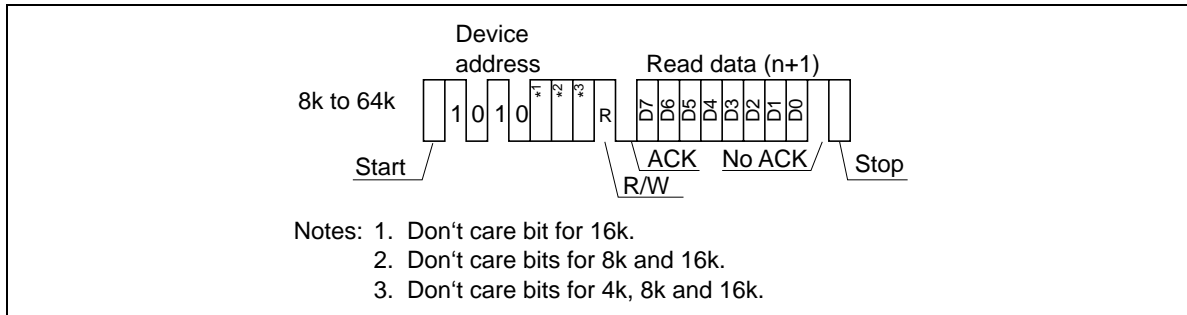 Device
address
Read data (n+1)
8k to 64k
1 0 1 0 *1 *2 *3 R D7 D6 D5 D4 D3 D2 D1 D0
Start
ACK
No ACK
Stop
R/W
Notes: 1. Don‘t care bit for 16k.
2. Don‘t care bits for 8k and 16k.
3. Don‘t care bits for 4k, 8k and 16k.